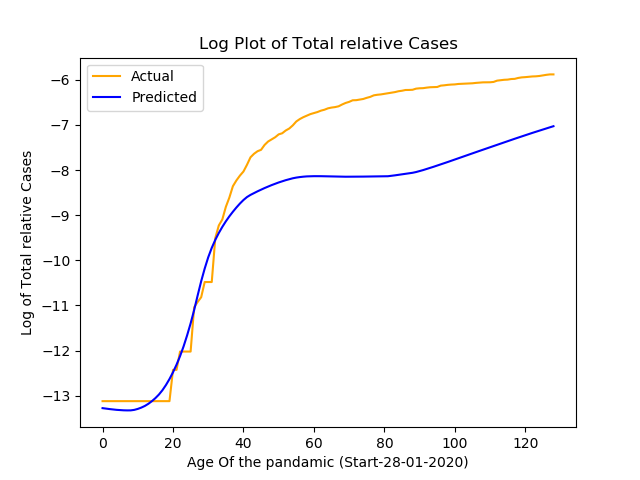 Log Plot of Total relative Cases
Actual
Predicted
Log of Total relative Cases
−6
−7
−8
−9
−10
−11
−12
−13
0 20 40 60 80 100 120
Age Of the pandamic (Start-28-01-2020)